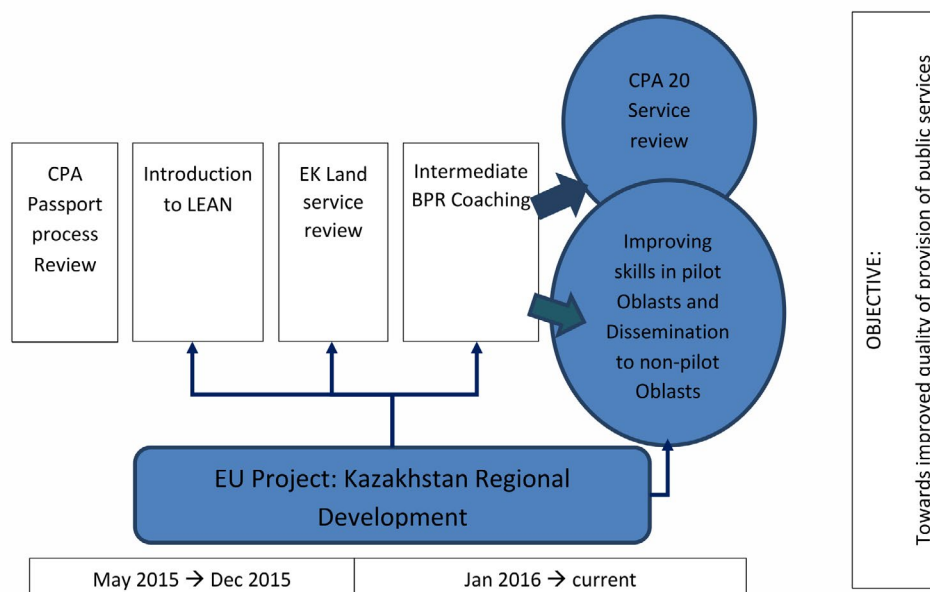 CPA
Passport
process
Review
Introduction
to LEAN
EK Land
service
review
Intermediate
BPR Coaching
CPA 20
Service
review
Improving
skills in pilot
Oblasts and
Dissemination
to non-pilot
Oblasts
EU Project: Kazakhstan Regional
Development
May 2015 → Dec 2015
Jan 2016 → current
OBJECTIVE:
Towards improved quality of provision of public services